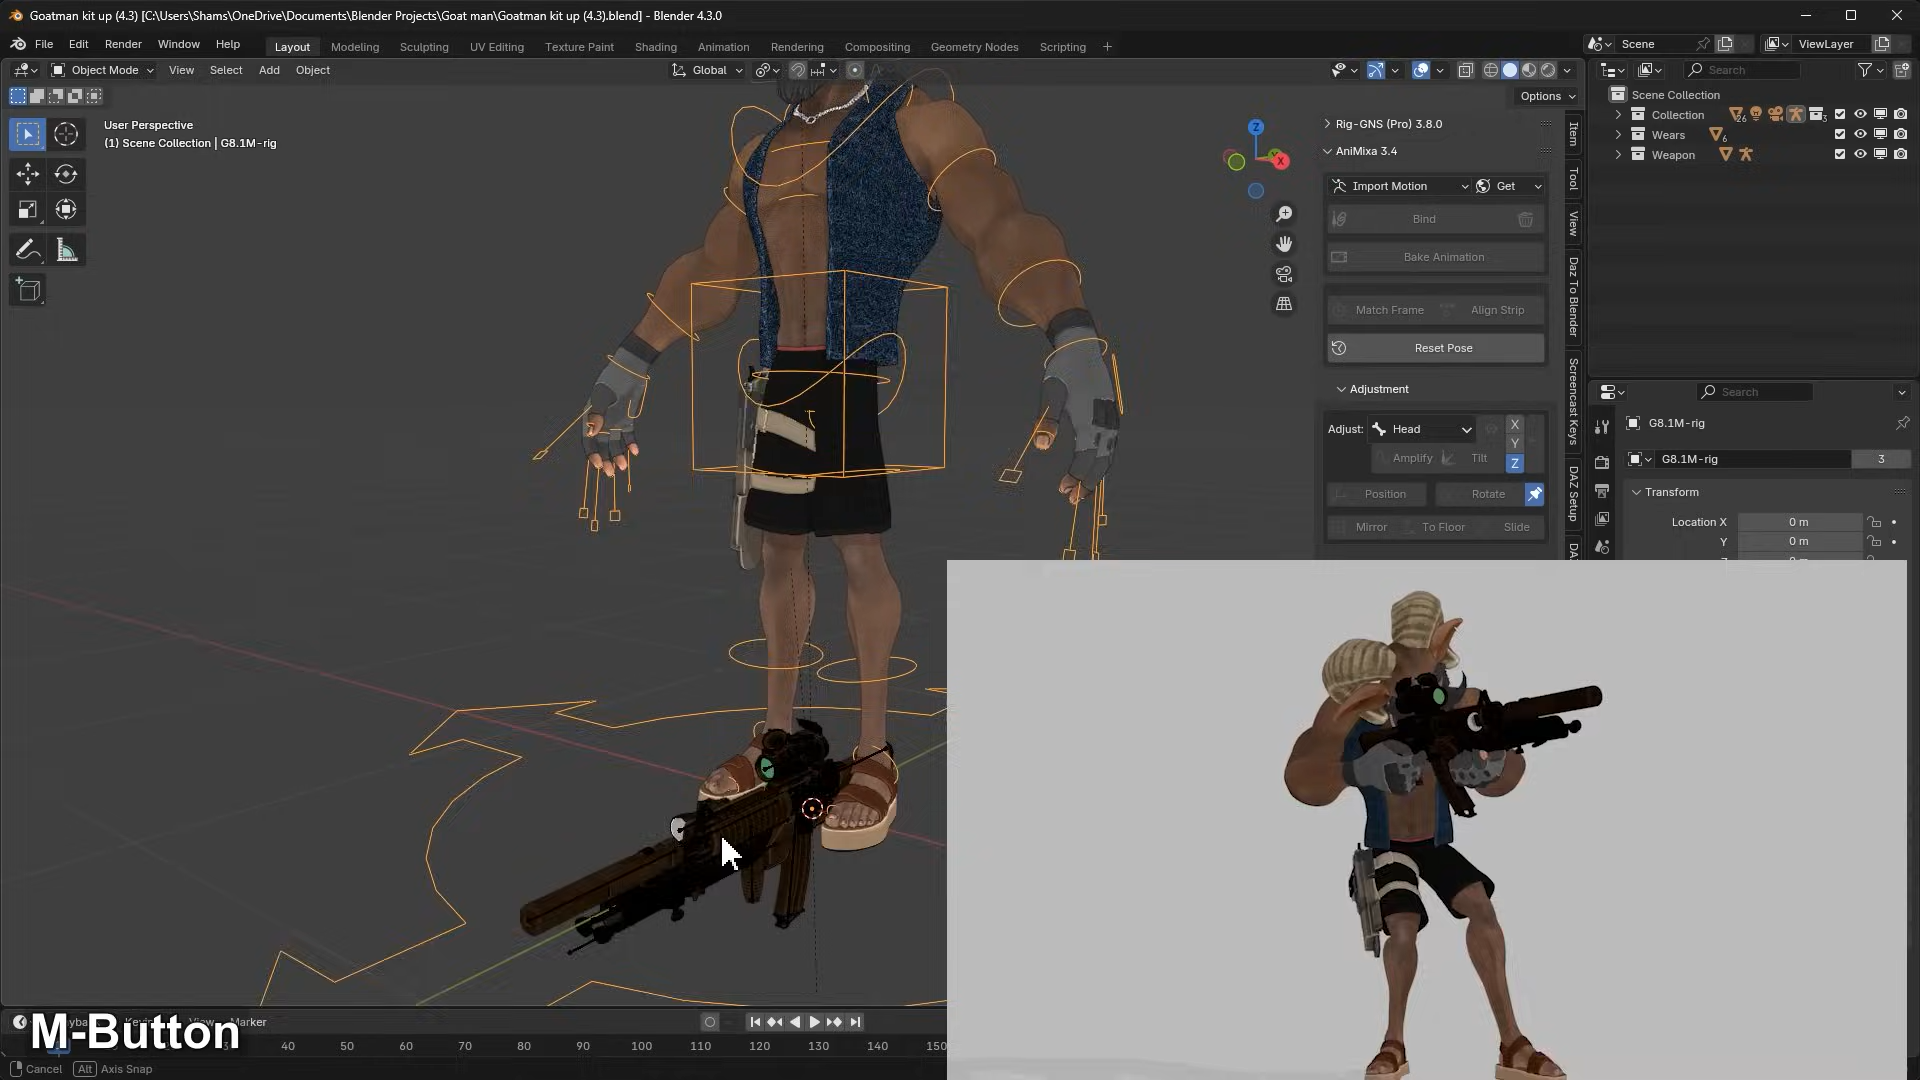 Goatman kit up (4.3) [C:\Users\Shams\OneDrive\Documents\Blender Projects\Goat man\Goatman kit up (4.3).blend] - Blender 4.3.0
File Edit Render Window Help
Layout Modeling Sculpting UV Editing Texture Paint Shading Animation Rendering Compositing Geometry Nodes Scripting +
Scene
ViewLayer
Object Mode View Select Add Object
Global
Search
Options
User Perspective
(1) Scene Collection | G8.1M-rig
Z
X
Rig-GNS (Pro) 3.8.0
AniMixa 3.4
Import Motion
Get
Bind
Bake Animation
Match Frame
Align Strip
Reset Pose
Adjustment
Adjust: Head
X
Y
Z
Amplify
Tilt
Position
Rotate
Mirror
To Floor
Slide
Item
Tool
View
Daz To Blender
Screencast Keys
DAZ Setup
Scene Collection
Collection
26
3
Wears
6
Weapon
Search
G8.1M-rig
G8.1M-rig
3
Transform
Location X 0 m
Y 0 m
M-Button
View Marker
40 50 60 70 80 90 100 110 120 130 140 150
Cancel Alt Axis Snap